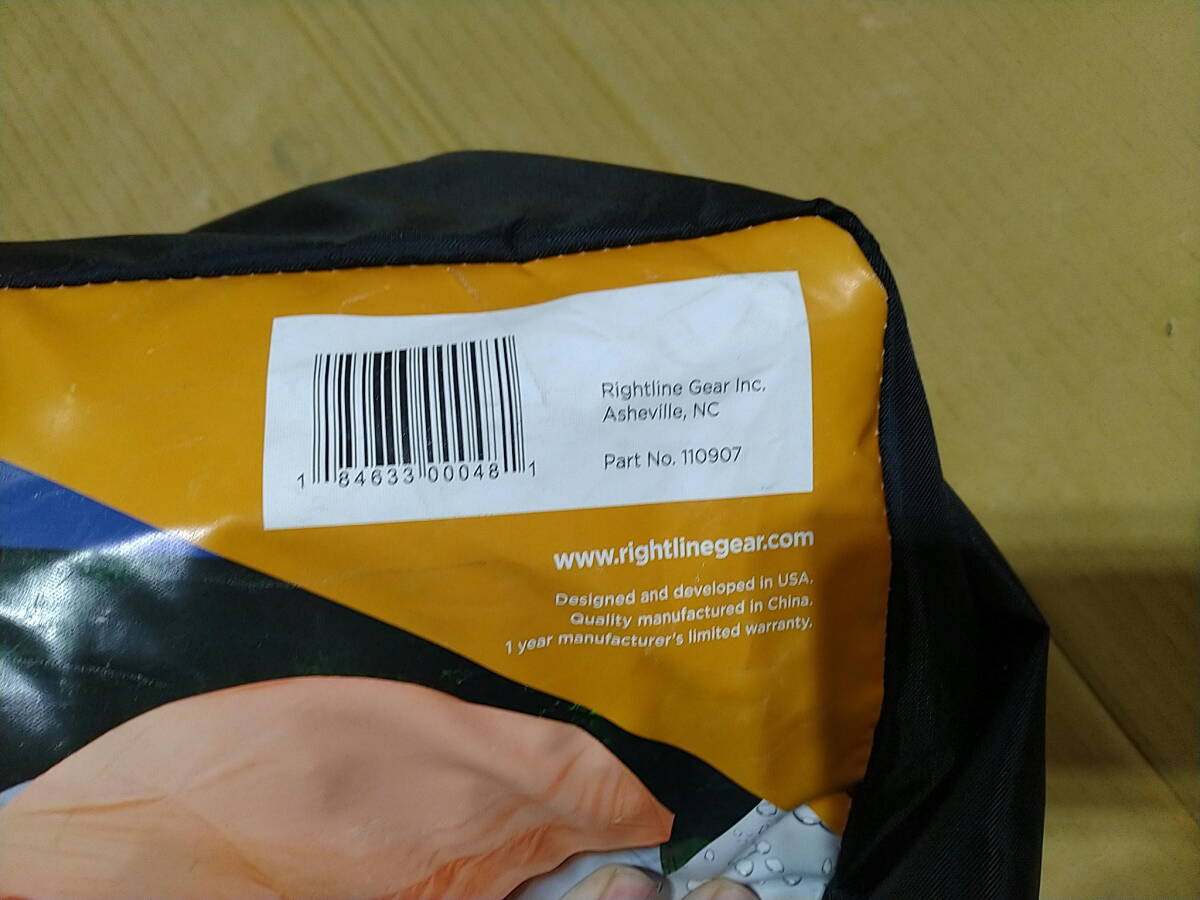 1 84633 00048 1
Rightline Gear Inc.
Asheville, NC
Part No. 110907
www.rightlinegear.com
Designed and developed in USA.
Quality manufactured in China.
1 year manufacturer's limited warranty.